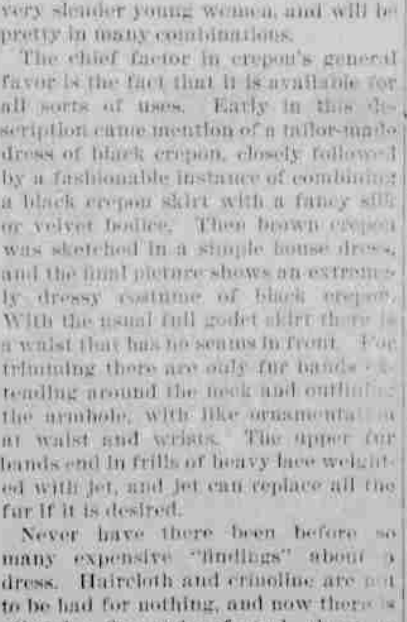 very slender young women, and will be
pretty in many combinations.
The chief factor in crepon's general
favor is the fact that it is available for
all sorts of uses. Early in this de-
scription came mention of a tailor-made
dress of black crepon, closely followed
by a fashionable instance of combining
a black crepon skirt with a fancy silk
or velvet bodice. Then brown crepon
was sketched in a simple house dress,
and the final picture shows an extreme-
ly dressy costume of black crepon.
With the usual full godet skirt there is
a waist that has no seams in front. For
trimming there are only fur bands ex-
tending around the neck and outlining
the armhole, with like ornamentation
at waist and wrists. The upper fur
bands end in frills of heavy lace weight-
ed with jet, and jet can replace all the
fur if it is desired.
Never have there been before so
many expensive "findings" about a
dress. Haircloth and crinoline are not
to be had for nothing, and now there is